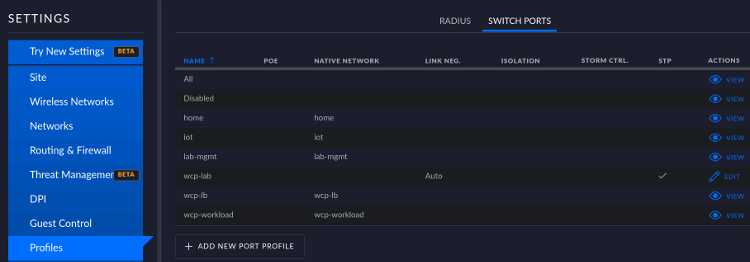 SETTINGS
Try New Settings BETA
Site
Wireless Networks
Networks
Routing & Firewall
Threat Managemer BETA
DPI
Guest Control
Profiles
RADIUS SWITCH PORTS
NAME ↑ POE NATIVE NETWORK LINK NEG. ISOLATION STORM CTRL. STP ACTIONS
All VIEW
Disabled VIEW
home home VIEW
iot iot VIEW
lab-mgmt lab-mgmt VIEW
wcp-lab Auto ✓ EDIT
wcp-lb wcp-lb VIEW
wcp-workload wcp-workload VIEW
+ ADD NEW PORT PROFILE